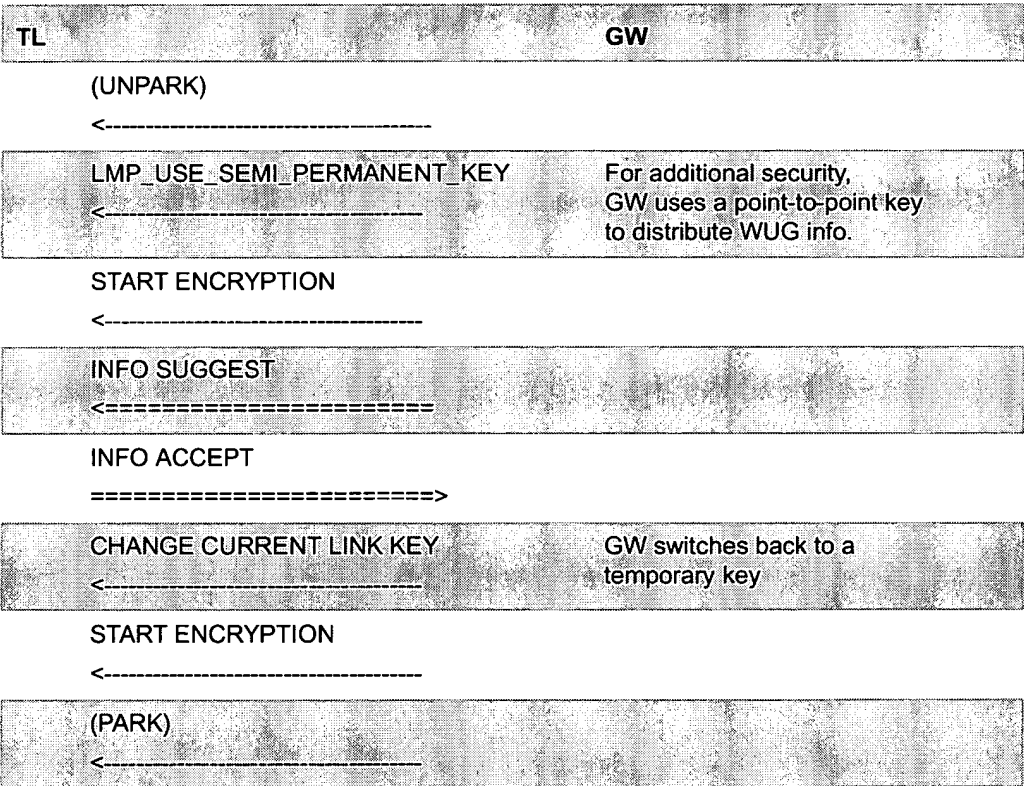 TL GW
(UNPARK)
<----------------------------------------
LMP_USE_SEMI_PERMANENT_KEY For additional security,
GW uses a point-to-point key
<---------------------------------------
to distribute WUG info.
START ENCRYPTION
<---------------------------------------
INFO SUGGEST
<=======================
INFO ACCEPT
========================>
CHANGE CURRENT LINK KEY GW switches back to a
temporary key
<---------------------------------------
START ENCRYPTION
<---------------------------------------
(PARK)
<---------------------------------------